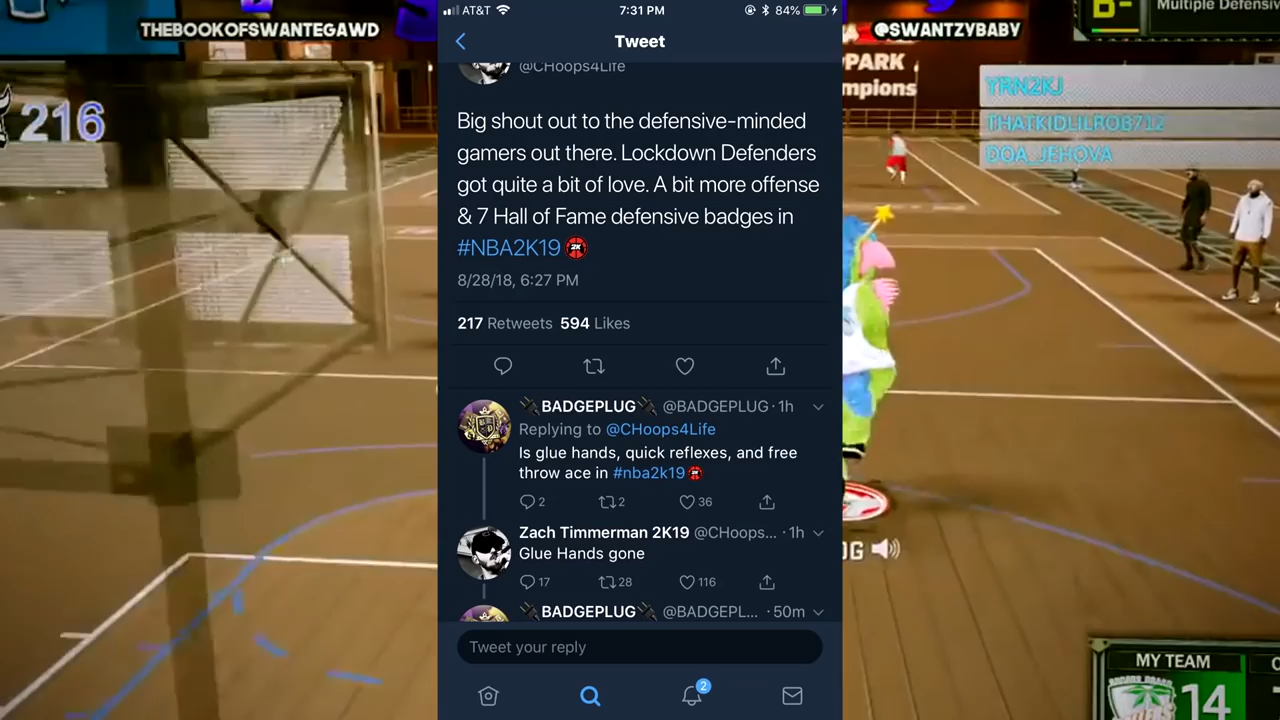 THEBOOKOFSWANTEGAWD
@SWANTZYBABY
216
AT&T
7:31 PM
84%
Tweet
@CHoops4Life
Big shout out to the defensive-minded
gamers out there. Lockdown Defenders
got quite a bit of love. A bit more offense
& 7 Hall of Fame defensive badges in
#NBA2K19
8/28/18, 6:27 PM
217 Retweets 594 Likes
BADGEPLUG @BADGEPLUG · 1h
Replying to @CHoops4Life
Is glue hands, quick reflexes, and free
throw ace in #nba2k19
2 2 36
Zach Timmerman 2K19 @CHoops... · 1h
Glue Hands gone
17 28 116
BADGEPLUG @BADGEPL... · 50m
Tweet your reply
2
B-
Multiple Defensiv
PARK
mpions
YRN2KJ
THATKIDLILROB712
DOA_JEHOVA
OG
MY TEAM
14